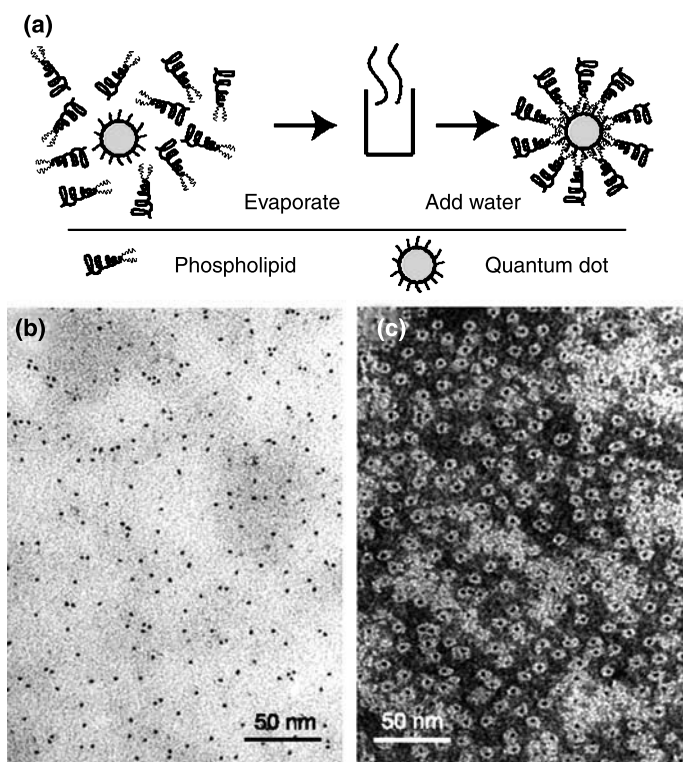 (a)
Evaporate Add water
Phospholipid Quantum dot
(b) (c)
50 nm 50 nm